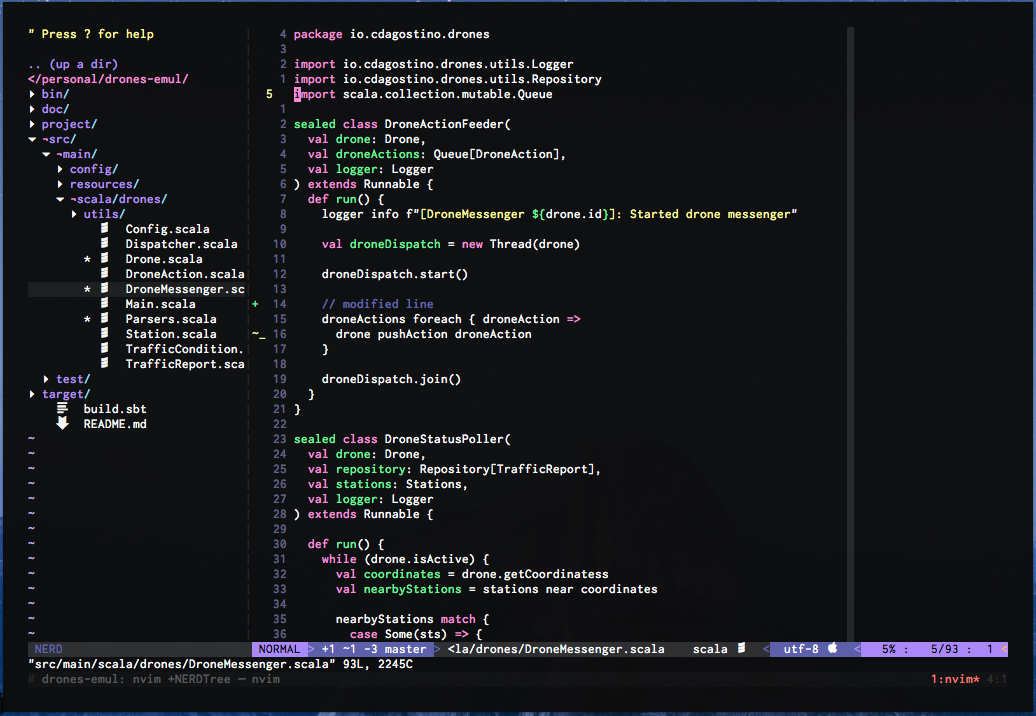 " Press ? for help
.. (up a dir)
</personal/drones-emul/
bin/
doc/
project/
¬src/
¬main/
config/
resources/
¬scala/drones/
utils/
Config.scala
Dispatcher.scala
* Drone.scala
DroneAction.scala
* DroneMessenger.sc
Main.scala
* Parsers.scala
Station.scala
TrafficCondition.
TrafficReport.sca
test/
target/
build.sbt
README.md
~
~
~
~
~
~
~
~
~
~
~
~
~
~
NERD
4 package io.cdagostino.drones
3
2 import io.cdagostino.drones.utils.Logger
1 import io.cdagostino.drones.utils.Repository
5 import scala.collection.mutable.Queue
1
2 sealed class DroneActionFeeder(
3 val drone: Drone,
4 val droneActions: Queue[DroneAction],
5 val logger: Logger
6 ) extends Runnable {
7 def run() {
8 logger info f"[DroneMessenger ${drone.id}]: Started drone messenger"
9
10 val droneDispatch = new Thread(drone)
11
12 droneDispatch.start()
13
+ 14 // modified line
15 droneActions foreach { droneAction =>
~_ 16 drone pushAction droneAction
17 }
18
19 droneDispatch.join()
20 }
21 }
22
23 sealed class DroneStatusPoller(
24 val drone: Drone,
25 val repository: Repository[TrafficReport],
26 val stations: Stations,
27 val logger: Logger
28 ) extends Runnable {
29
30 def run() {
31 while (drone.isActive) {
32 val coordinates = drone.getCoordinatess
33 val nearbyStations = stations near coordinates
34
35 nearbyStations match {
36 case Some(sts) => {
NORMAL > +1 ~1 -3 master > <la/drones/DroneMessenger.scala scala < utf-8 < 5% : 5/93 : 1 <
"src/main/scala/drones/DroneMessenger.scala" 93L, 2245C
drones-emul: nvim +NERDTree — nvim 1:nvim* 4:1